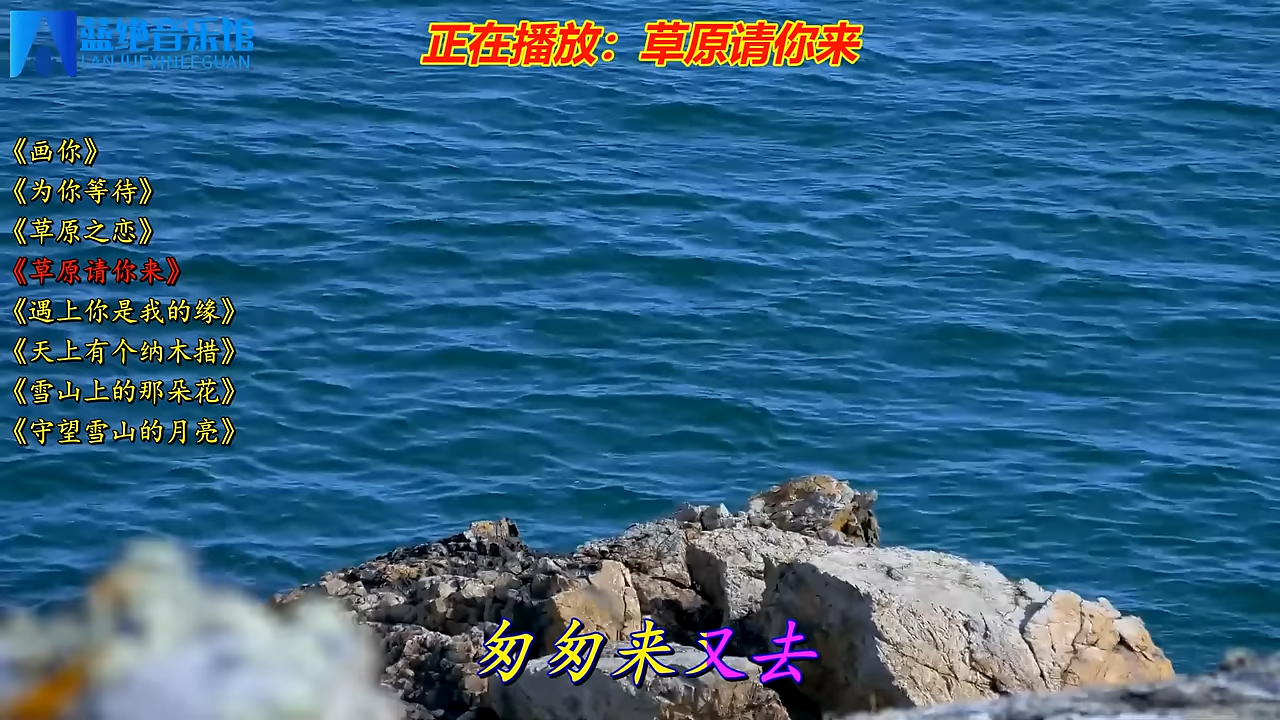 蓝绝音乐馆
LANJUEYINLEGUAN
正在播放：草原请你来
《画你》
《为你等待》
《草原之恋》
《草原请你来》
《遇上你是我的缘》
《天上有个纳木措》
《雪山上的那朵花》
《守望雪山的月亮》
匆匆来又去